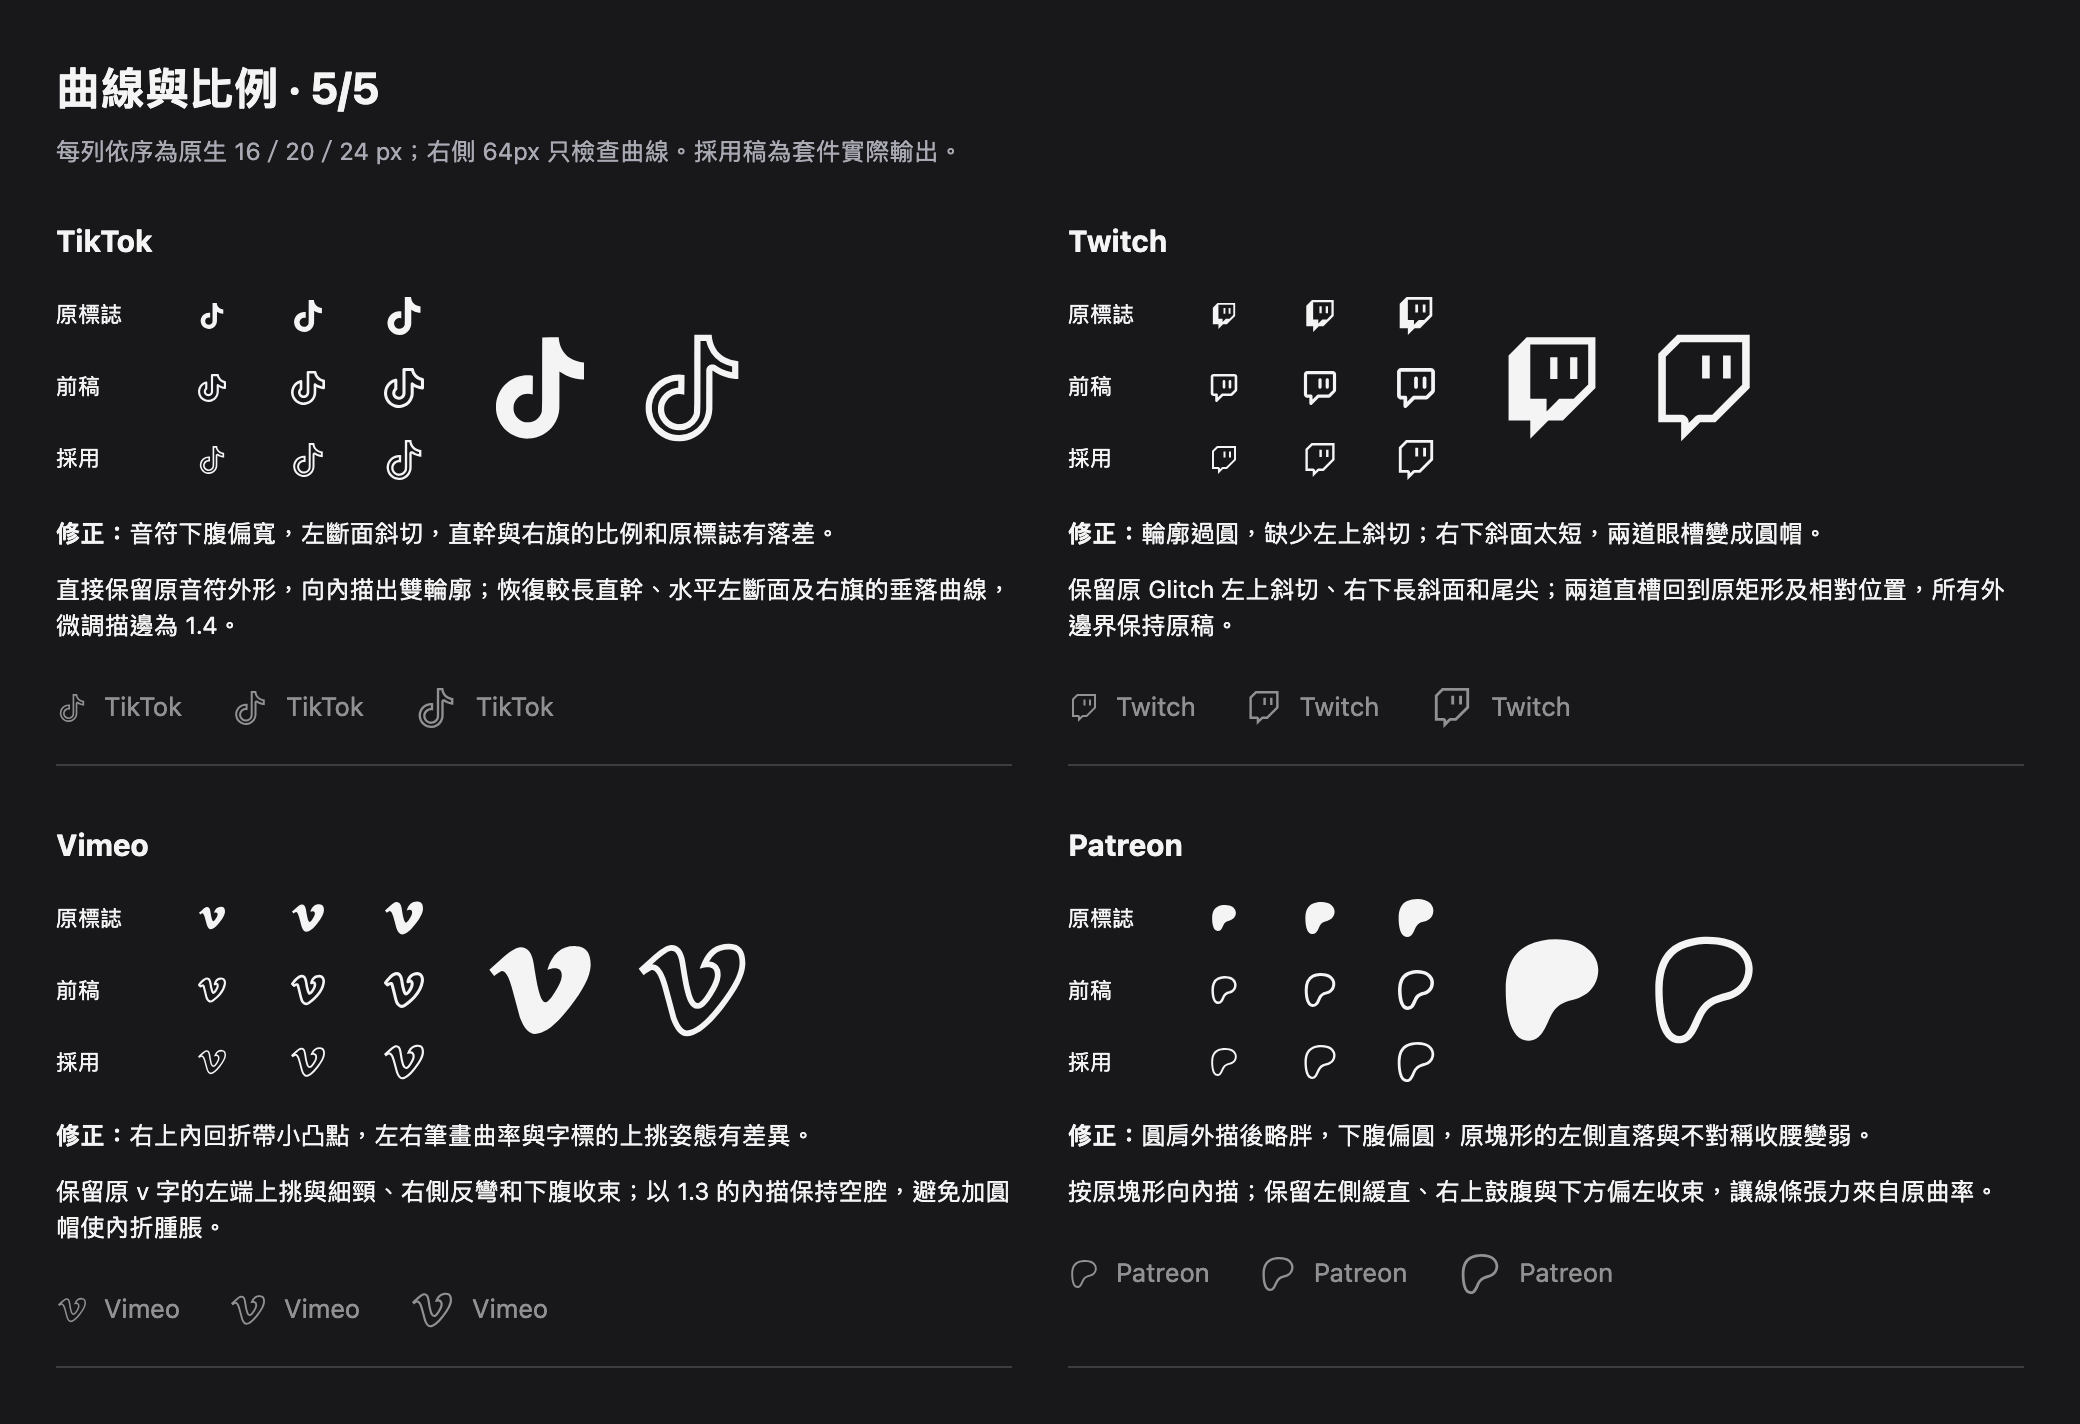 曲線與比例 · 5/5
每列依序為原生 16 / 20 / 24 px；右側 64px 只檢查曲線。採用稿為套件實際輸出。
TikTok
原標誌
前稿
採用
修正：音符下腹偏寬，左斷面斜切，直幹與右旗的比例和原標誌有落差。
直接保留原音符外形，向內描出雙輪廓；恢復較長直幹、水平左斷面及右旗的垂落曲線，
微調描邊為 1.4。
TikTok TikTok TikTok
Twitch
原標誌
前稿
採用
修正：輪廓過圓，缺少左上斜切；右下斜面太短，兩道眼槽變成圓帽。
保留原 Glitch 左上斜切、右下長斜面和尾尖；兩道直槽回到原矩形及相對位置，所有外
邊界保持原稿。
Twitch Twitch Twitch
Vimeo
原標誌
前稿
採用
修正：右上內回折帶小凸點，左右筆畫曲率與字標的上挑姿態有差異。
保留原 v 字的左端上挑與細頸、右側反彎和下腹收束；以 1.3 的內描保持空腔，避免加圓
帽使內折腫脹。
Vimeo Vimeo Vimeo
Patreon
原標誌
前稿
採用
修正：圓肩外描後略胖，下腹偏圓，原塊形的左側直落與不對稱收腰變弱。
按原塊形向內描；保留左側緩直、右上鼓腹與下方偏左收束，讓線條張力來自原曲率。
Patreon Patreon Patreon